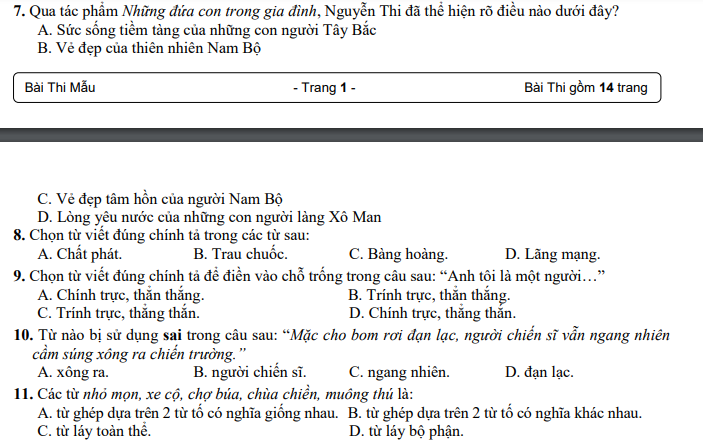 7. Qua tác phẩm Những đứa con trong gia đình, Nguyễn Thi đã thể hiện rõ điều nào dưới đây?
A. Sức sống tiềm tàng của những con người Tây Bắc
B. Vẻ đẹp của thiên nhiên Nam Bộ
Bài Thi Mẫu - Trang 1 - Bài Thi gồm 14 trang
C. Vẻ đẹp tâm hồn của người Nam Bộ
D. Lòng yêu nước của những con người làng Xô Man
8. Chọn từ viết đúng chính tả trong các từ sau:
A. Chất phát. B. Trau chuốc. C. Bàng hoàng. D. Lãng mạng.
9. Chọn từ viết đúng chính tả để điền vào chỗ trống trong câu sau: “Anh tôi là một người…”
A. Chính trực, thẳn thắng. B. Trính trực, thẳn thắng.
C. Trính trực, thẳng thắn. D. Chính trực, thẳng thắn.
10. Từ nào bị sử dụng sai trong câu sau: “Mặc cho bom rơi đạn lạc, người chiến sĩ vẫn ngang nhiên
cầm súng xông ra chiến trường.”
A. xông ra. B. người chiến sĩ. C. ngang nhiên. D. đạn lạc.
11. Các từ nhỏ mọn, xe cộ, chợ búa, chùa chiền, muông thú là:
A. từ ghép dựa trên 2 từ tố có nghĩa giống nhau. B. từ ghép dựa trên 2 từ tố có nghĩa khác nhau.
C. từ láy toàn thể. D. từ láy bộ phận.